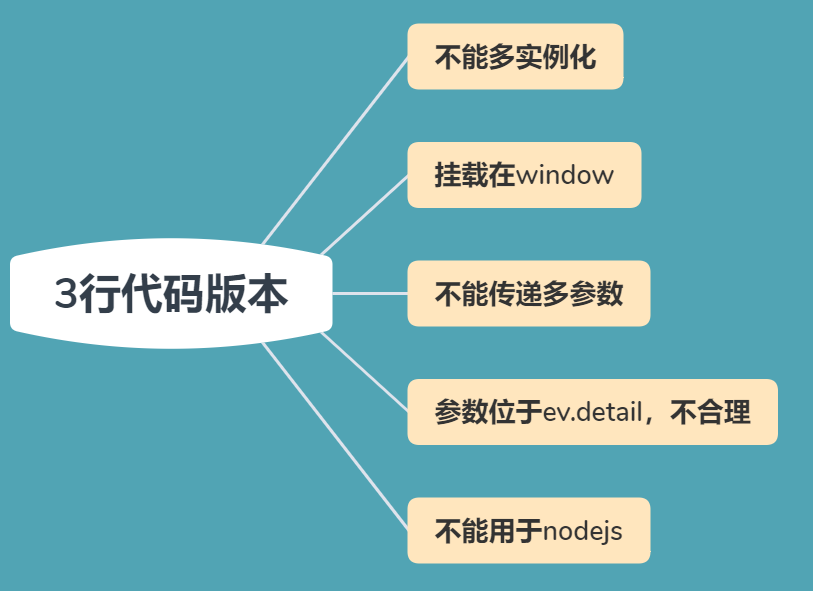 3行代码版本
不能多实例化
挂载在window
不能传递多参数
参数位于ev.detail，不合理
不能用于nodejs